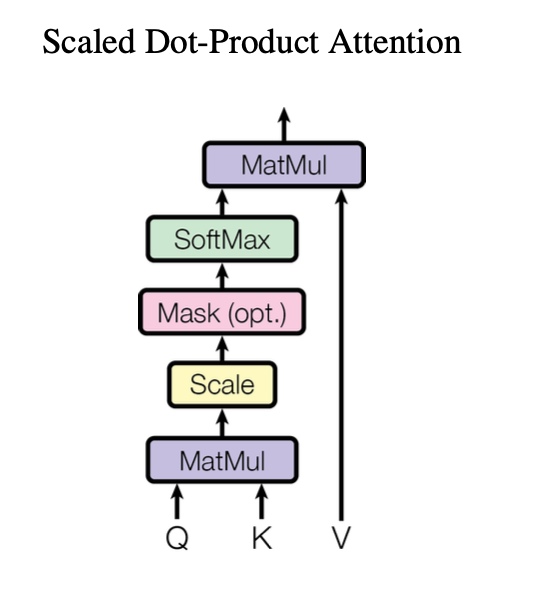 Scaled Dot-Product Attention
MatMul
SoftMax
Mask (opt.)
Scale
MatMul
Q K V